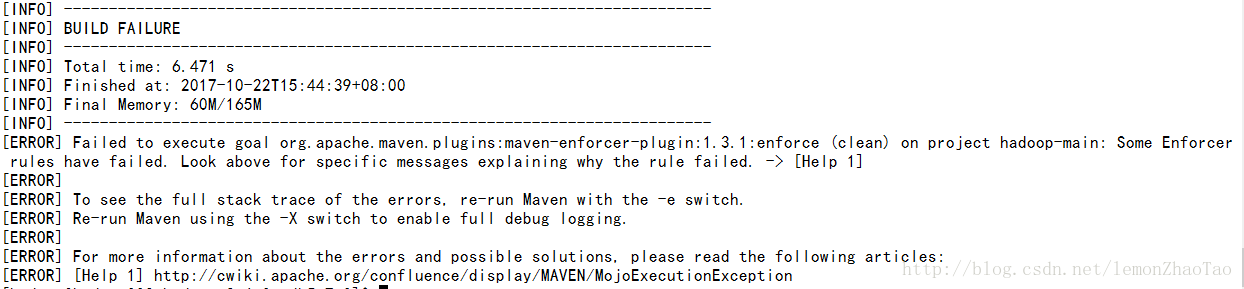 [INFO] ------------------------------------------------------------------------
[INFO] BUILD FAILURE
[INFO] ------------------------------------------------------------------------
[INFO] Total time: 6.471 s
[INFO] Finished at: 2017-10-22T15:44:39+08:00
[INFO] Final Memory: 60M/165M
[INFO] ------------------------------------------------------------------------
[ERROR] Failed to execute goal org.apache.maven.plugins:maven-enforcer-plugin:1.3.1:enforce (clean) on project hadoop-main: Some Enforcer
rules have failed. Look above for specific messages explaining why the rule failed. -> [Help 1]
[ERROR]
[ERROR] To see the full stack trace of the errors, re-run Maven with the -e switch.
[ERROR] Re-run Maven using the -X switch to enable full debug logging.
[ERROR]
[ERROR] For more information about the errors and possible solutions, please read the following articles:
[ERROR] [Help 1] http://cwiki.apache.org/confluence/display/MAVEN/MojoExecutionException
http://blog.csdn.net/lemonZhaoTao